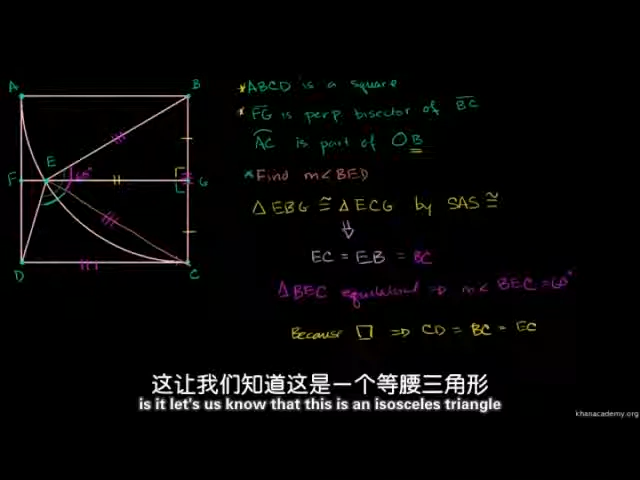 A
B
*ABCD is a square
* FG is perp. bisector of BC
AC is part of ⊙B
E
*Find m∠BED
F
60°
G
△EBG ≅ △ECG by SAS ≅
⇓
EC = EB = BC
D
C
△BEC equilateral ⇒ m∠BEC = 60°
Because □ ⇒ CD = BC = EC
这让我们知道这是一个等腰三角形
is it let's us know that this is an isosceles triangle
khanacademy.org